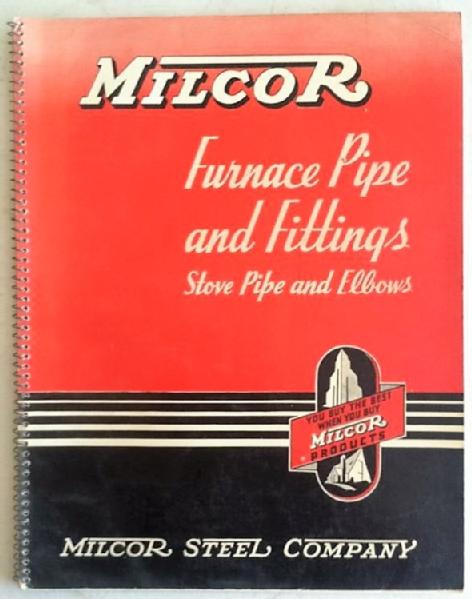 MILCOR
Furnace Pipe
and Fittings
Stove Pipe and Elbows
YOU BUY THE BEST
WHEN YOU BUY
MILCOR
PRODUCTS
MILCOR STEEL COMPANY